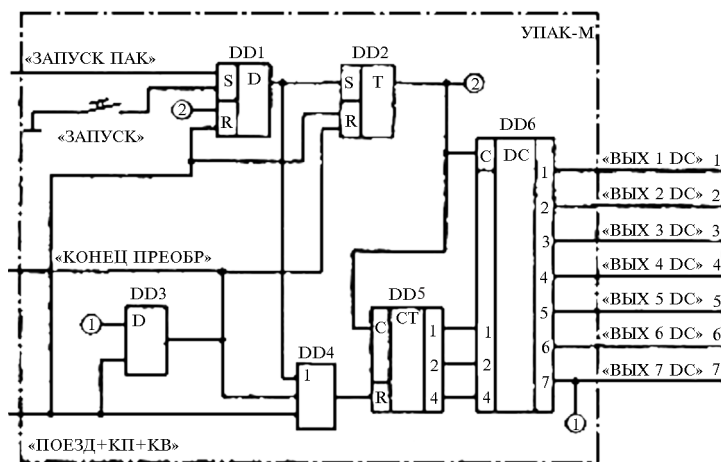 УПАК-М
«ЗАПУСК ПАК»
DD1
DD2
S D
S T
2
2
R
R
«ЗАПУСК»
DD6
C DC
«ВЫХ 1 DC» 1
1
«ВЫХ 2 DC» 2
2
«ВЫХ 3 DC» 3
3
«КОНЕЦ ПРЕОБР»
«ВЫХ 4 DC» 4
4
DD3
DD5
«ВЫХ 5 DC» 5
5
1 D
C CT 1 1
«ВЫХ 6 DC» 6
6
DD4
2 2
«ВЫХ 7 DC» 7
7
1
R 4 4
1
«ПОЕЗД+КП+КВ»